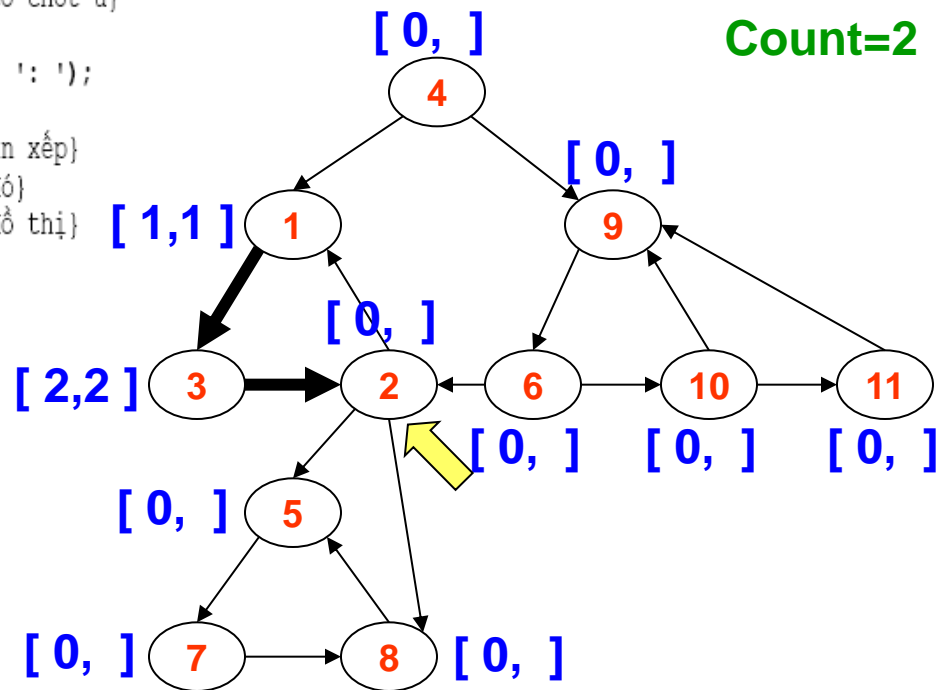 chốt
[ 0, ]
Count=2
': ');
4
xếp}
[ 0, ]
thị}
[ 1,1 ]
1
9
[ 0, ]
[ 2,2 ]
3
2
6
10
11
[ 0, ]
[ 0, ]
[ 0, ]
[ 0, ]
5
[ 0, ]
7
8
[ 0, ]